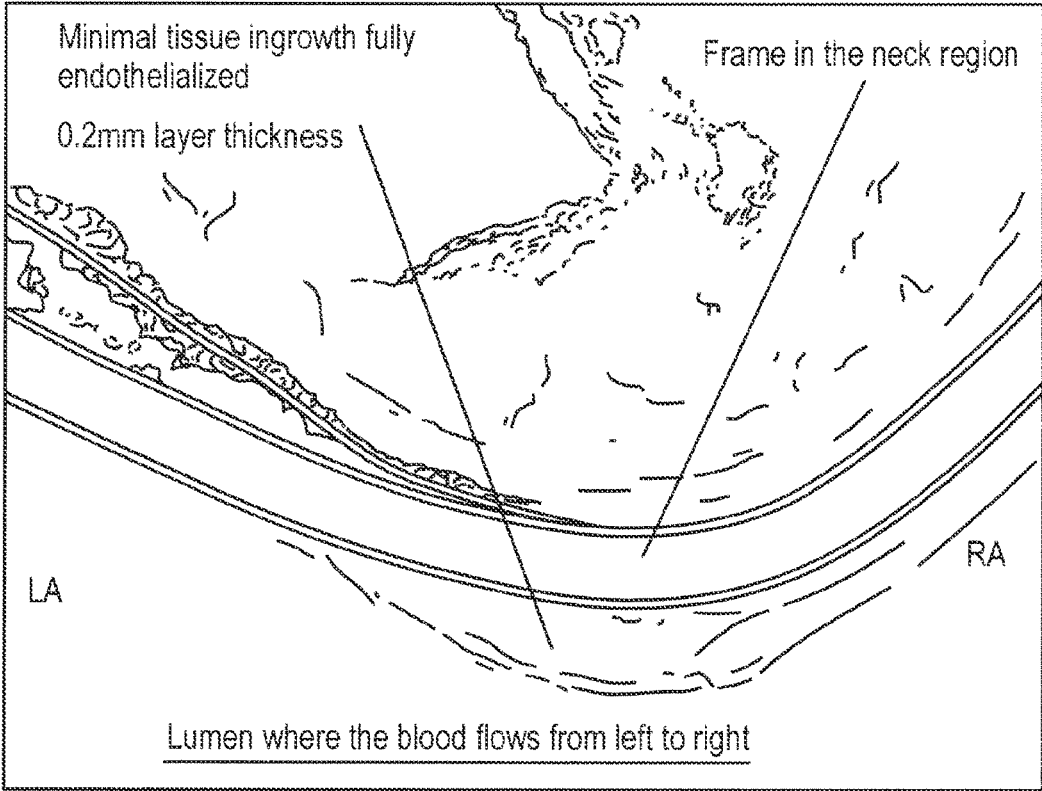 Minimal tissue ingrowth fully
endothelialized
0.2mm layer thickness
Frame in the neck region
LA
RA
Lumen where the blood flows from left to right